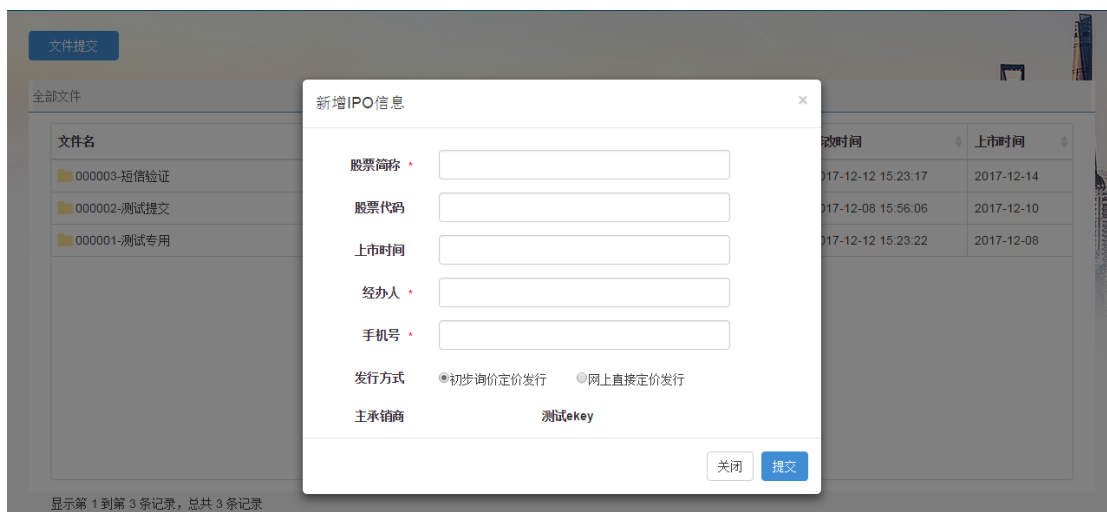 文件提交
全部文件
新增IPO信息 ×
文件名 改时间 上市时间
股票简称 *
000003-短信验证 017-12-12 15:23:17 2017-12-14
股票代码
000002-测试提交 017-12-08 15:56:06 2017-12-10
000001-测试专用 017-12-12 15:23:22 2017-12-08
上市时间
经办人 *
手机号 *
发行方式 初步询价定价发行 网上直接定价发行
主承销商 测试ekey
关闭 提交
显示第 1 到第 3 条记录，总共 3 条记录